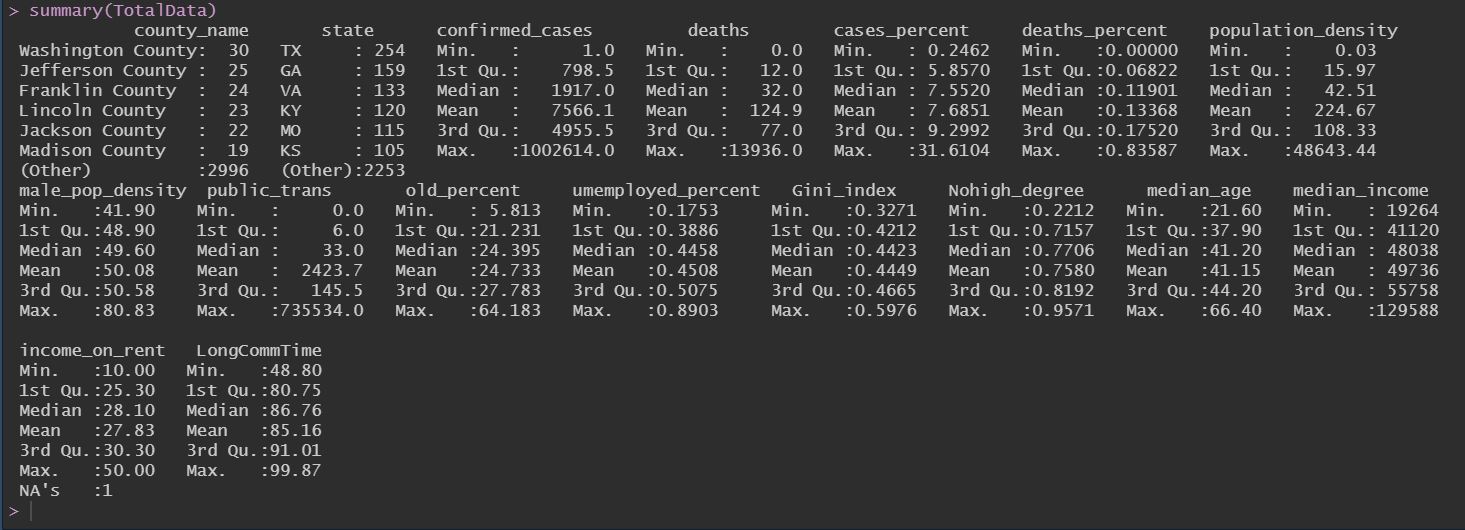 > summary(TotalData)
county_name state confirmed_cases deaths cases_percent deaths_percent population_density
Washington County: 30 TX : 254 Min. : 1.0 Min. : 0.0 Min. : 0.2462 Min. :0.00000 Min. : 0.03
Jefferson County : 25 GA : 159 1st Qu.: 798.5 1st Qu.: 12.0 1st Qu.: 5.8570 1st Qu.:0.06822 1st Qu.: 15.97
Franklin County : 24 VA : 133 Median : 1917.0 Median : 32.0 Median : 7.5520 Median :0.11901 Median : 42.51
Lincoln County : 23 KY : 120 Mean : 7566.1 Mean : 124.9 Mean : 7.6851 Mean :0.13368 Mean : 224.67
Jackson County : 22 MO : 115 3rd Qu.: 4955.5 3rd Qu.: 77.0 3rd Qu.: 9.2992 3rd Qu.:0.17520 3rd Qu.: 108.33
Madison County : 19 KS : 105 Max. :1002614.0 Max. :13936.0 Max. :31.6104 Max. :0.83587 Max. :48643.44
(Other) :2996 (Other):2253
male_pop_density public_trans old_percent umemployed_percent Gini_index Nohigh_degree median_age median_income
Min. :41.90 Min. : 0.0 Min. : 5.813 Min. :0.1753 Min. :0.3271 Min. :0.2212 Min. :21.60 Min. : 19264
1st Qu.:48.90 1st Qu.: 6.0 1st Qu.:21.231 1st Qu.:0.3886 1st Qu.:0.4212 1st Qu.:0.7157 1st Qu.:37.90 1st Qu.: 41120
Median :49.60 Median : 33.0 Median :24.395 Median :0.4458 Median :0.4423 Median :0.7706 Median :41.20 Median : 48038
Mean :50.08 Mean : 2423.7 Mean :24.733 Mean :0.4508 Mean :0.4449 Mean :0.7580 Mean :41.15 Mean : 49736
3rd Qu.:50.58 3rd Qu.: 145.5 3rd Qu.:27.783 3rd Qu.:0.5075 3rd Qu.:0.4665 3rd Qu.:0.8192 3rd Qu.:44.20 3rd Qu.: 55758
Max. :80.83 Max. :735534.0 Max. :64.183 Max. :0.8903 Max. :0.5976 Max. :0.9571 Max. :66.40 Max. :129588
income_on_rent LongCommTime
Min. :10.00 Min. :48.80
1st Qu.:25.30 1st Qu.:80.75
Median :28.10 Median :86.76
Mean :27.83 Mean :85.16
3rd Qu.:30.30 3rd Qu.:91.01
Max. :50.00 Max. :99.87
NA's :1
>